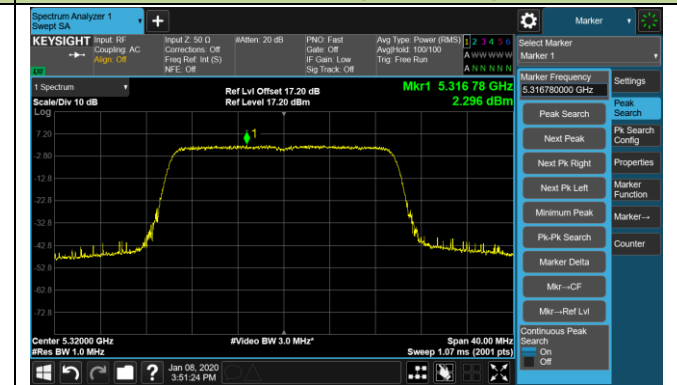 Spectrum Analyzer 1
Swept SA
Marker
KEYSIGHT
Input: RF
Coupling: AC
Align: Off
Input Z: 50 Ω
Corrections: Off
Freq Ref: Int (S)
NFE: Off
#Atten: 20 dB
PNO: Fast
Gate: Off
IF Gain: Low
Sig Track: Off
Avg Type: Power (RMS)
Avg|Hold: 100/100
Trig: Free Run
1 2 3 4 5 6
A W W W W W
A N N N N N
Select Marker
Marker 1
1 Spectrum
Scale/Div 10 dB
Log
Ref Lvl Offset 17.20 dB
Ref Level 17.20 dBm
Mkr1 5.316 78 GHz
2.296 dBm
7.20
-2.80
-12.8
-22.8
-32.8
-42.8
-52.8
-62.8
-72.8
1
Center 5.32000 GHz
#Res BW 1.0 MHz
#Video BW 3.0 MHz*
Span 40.00 MHz
Sweep 1.07 ms (2001 pts)
Marker Frequency
5.316780000 GHz
Peak Search
Next Peak
Next Pk Right
Next Pk Left
Minimum Peak
Pk-Pk Search
Marker Delta
Mkr→CF
Mkr→Ref Lvl
Continuous Peak
Search
On
Off
Settings
Peak
Search
Pk Search
Config
Properties
Marker
Function
Marker→
Counter
?
Jan 08, 2020
3:51:24 PM